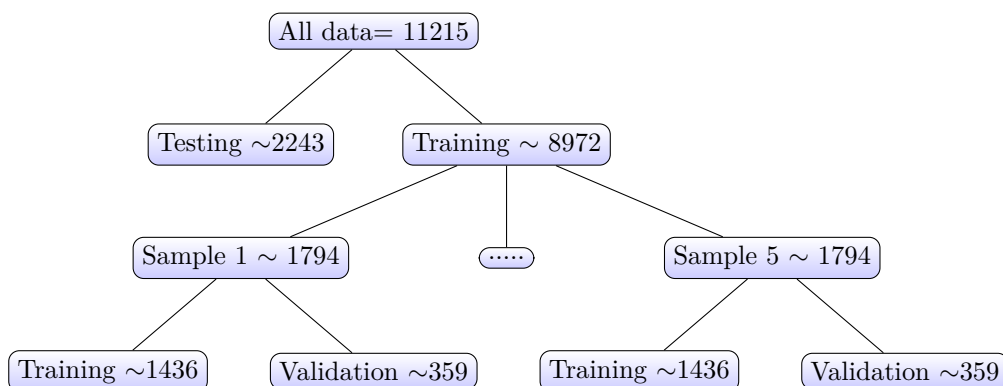 All data= 11215
Testing ∼2243
Training ∼ 8972
Sample 1 ∼ 1794
.....
Sample 5 ∼ 1794
Training ∼1436
Validation ∼359
Training ∼1436
Validation ∼359